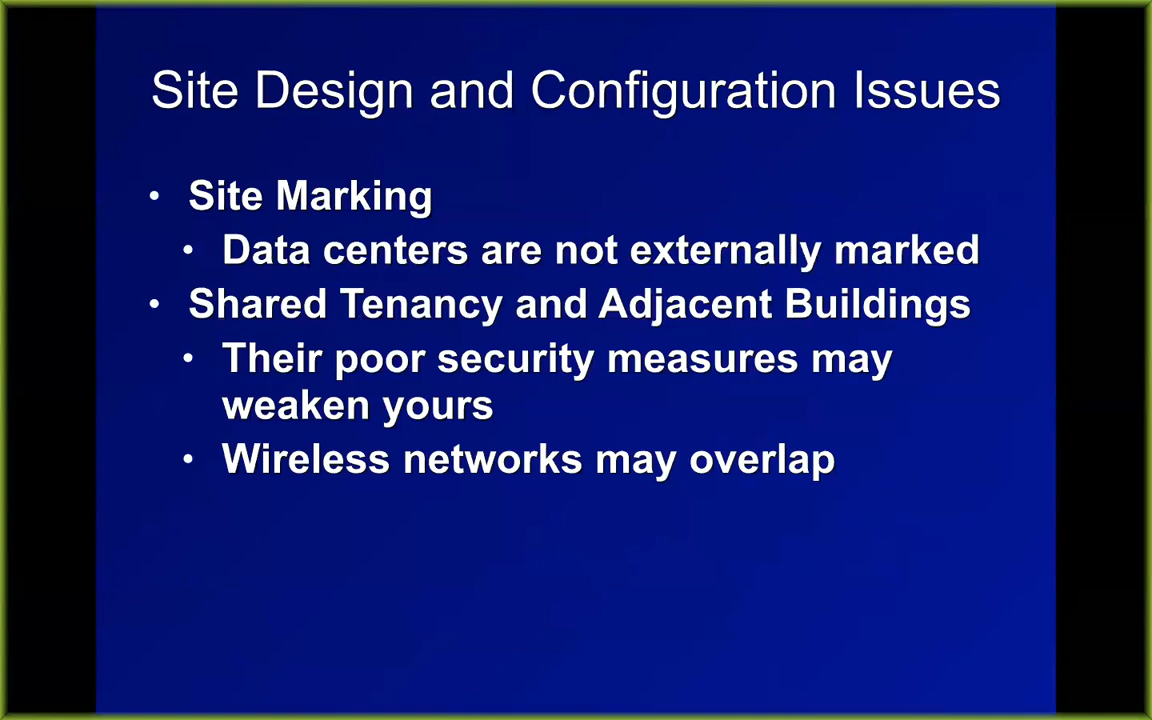 Site Design and Configuration Issues
• Site Marking
• Data centers are not externally marked
• Shared Tenancy and Adjacent Buildings
• Their poor security measures may
weaken yours
• Wireless networks may overlap